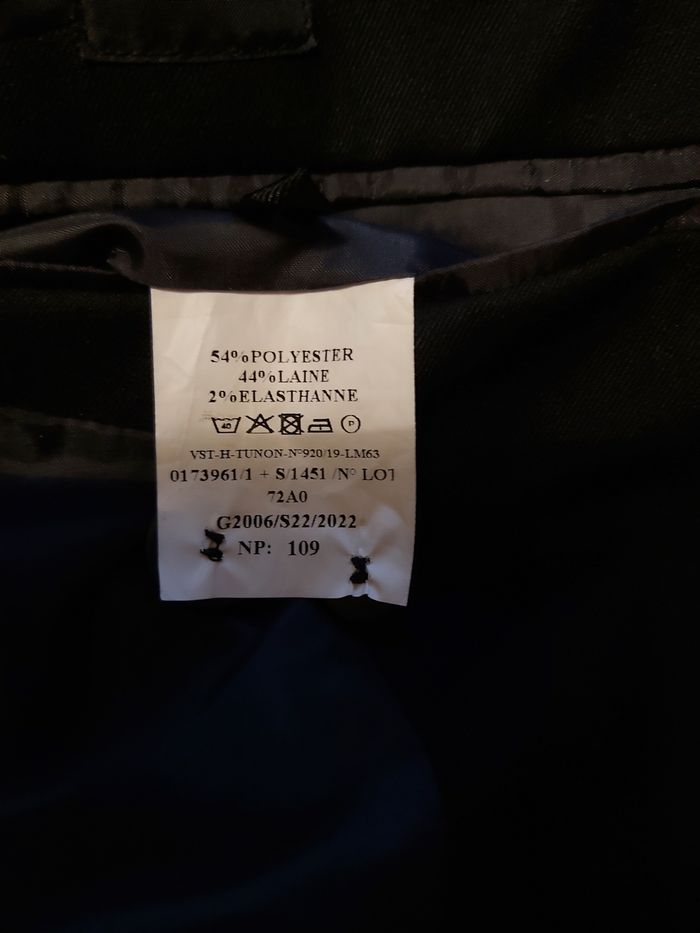 54%POLYESTER
44%LAINE
2%ELASTHANNE
40 P
VST-H-TUNON-N°920/19-LM63
0173961/1 + S/1451 /N° LOT
72A0
G2006/S22/2022
NP: 109